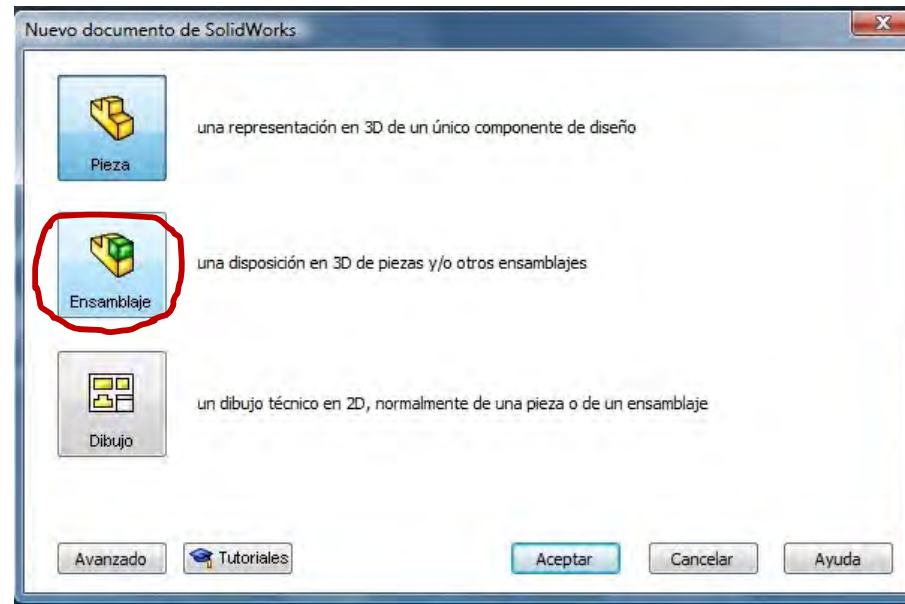 Nuevo documento de SolidWorks
Pieza
una representación en 3D de un único componente de diseño
Ensamblaje
una disposición en 3D de piezas y/o otros ensamblajes
Dibujo
un dibujo técnico en 2D, normalmente de una pieza o de un ensamblaje
Avanzado
Tutoriales
Aceptar
Cancelar
Ayuda